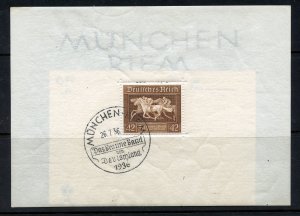 MÜNCHEN
RIEM
Deutsches Reich
42 42
MÜNCHEN
26.7.36
Das Braune Band
von
Deutschland
1936